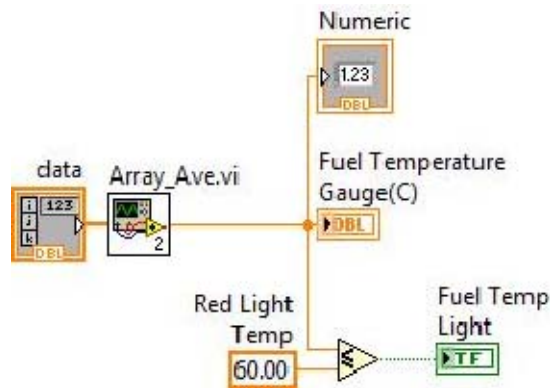 Numeric
1.23
DBL
data
i
j
k
123
DBL
Array_Ave.vi
2
Fuel Temperature
Gauge(C)
DBL
Red Light
Temp
60.00
≤
Fuel Temp
Light
TF